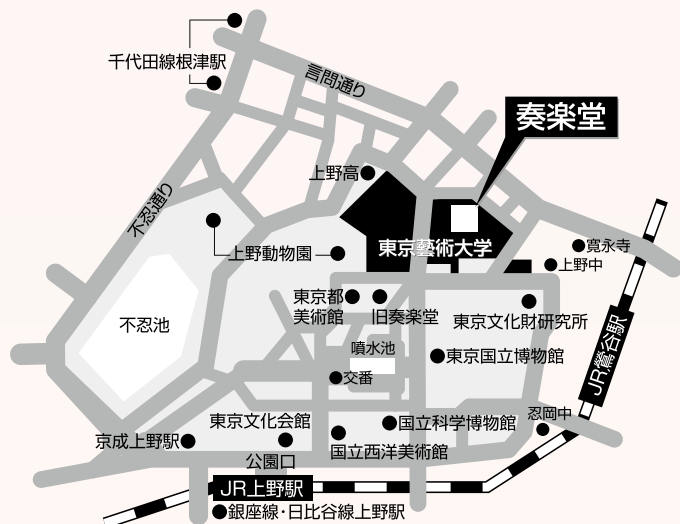 千代田線根津駅
言問通り
奏楽堂
上野高
不忍通り
東京藝術大学
上野動物園
寛永寺
上野中
東京都
美術館
旧奏楽堂
東京文化財研究所
不忍池
噴水池
東京国立博物館
交番
JR鶯谷駅
東京文化会館
国立科学博物館
忍岡中
京成上野駅
国立西洋美術館
公園口
JR上野駅
銀座線・日比谷線上野駅